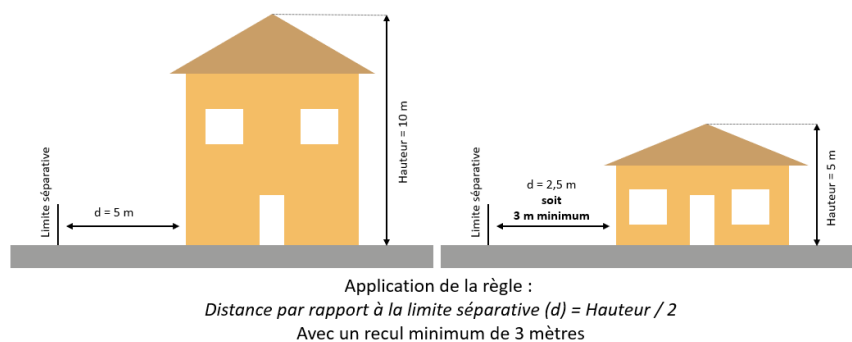 Limite séparative
d = 5 m
Hauteur = 10 m
Limite séparative
d = 2,5 m
soit
3 m minimum
Hauteur = 5 m
Application de la règle :
Distance par rapport à la limite séparative (d) = Hauteur / 2
Avec un recul minimum de 3 mètres